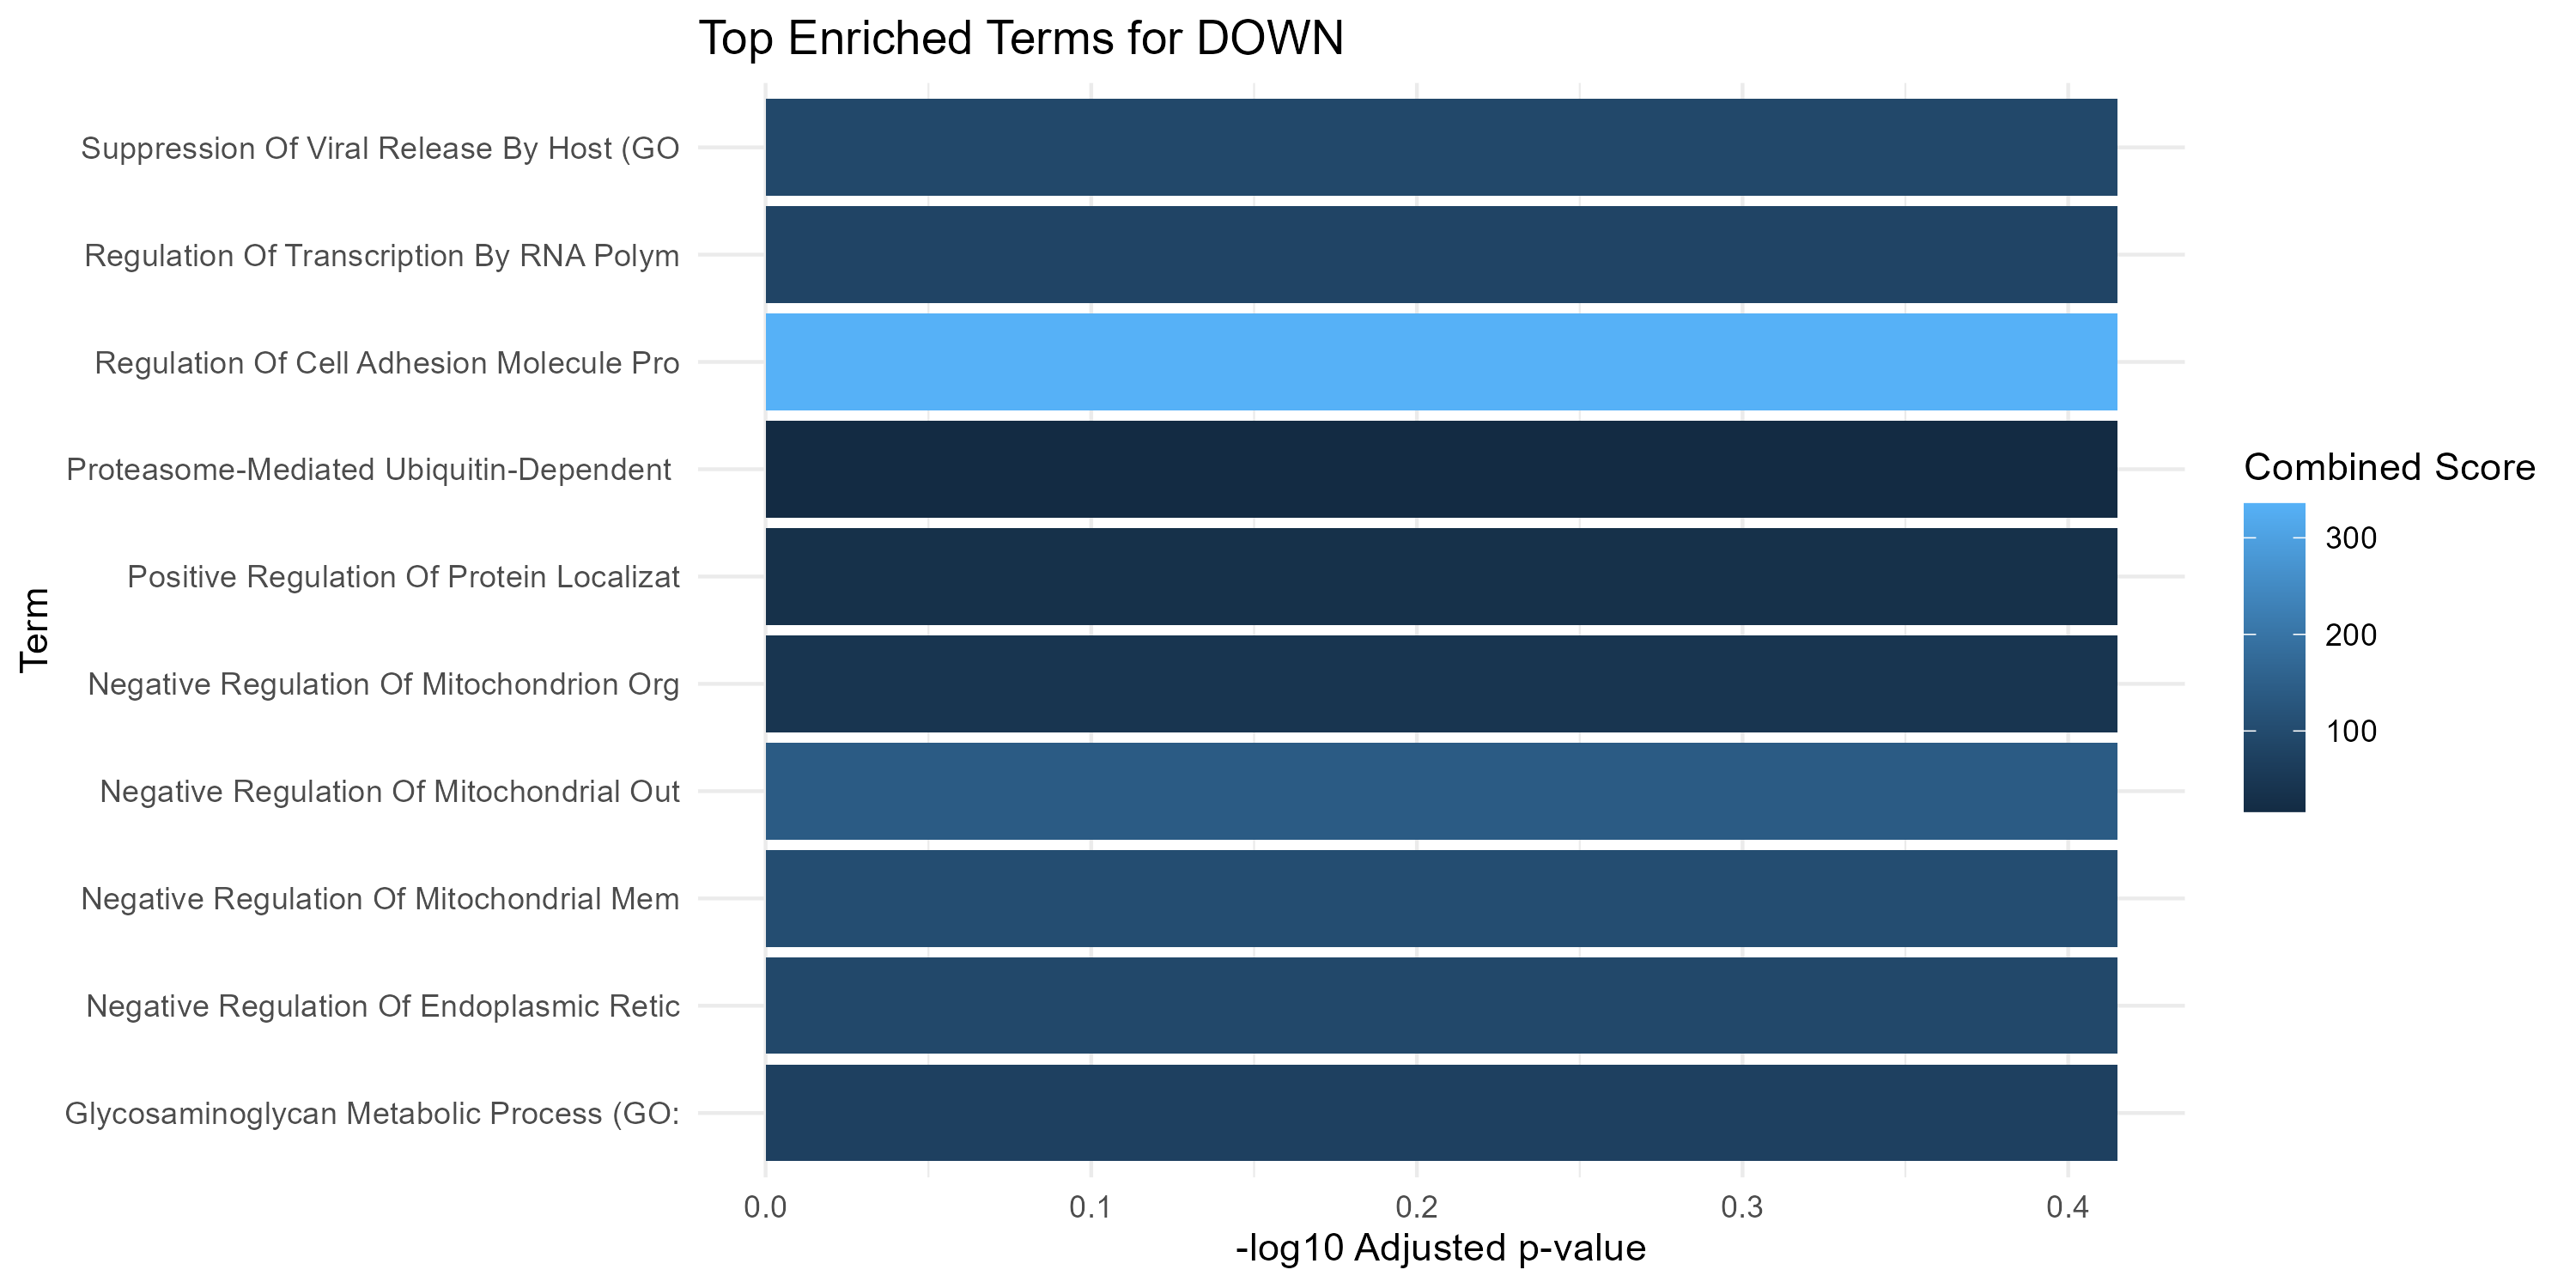 Top Enriched Terms for DOWN
Suppression Of Viral Release By Host (GO
Regulation Of Transcription By RNA Polym
Regulation Of Cell Adhesion Molecule Pro
Proteasome-Mediated Ubiquitin-Dependent
Positive Regulation Of Protein Localizat
Negative Regulation Of Mitochondrion Org
Negative Regulation Of Mitochondrial Out
Negative Regulation Of Mitochondrial Mem
Negative Regulation Of Endoplasmic Retic
Glycosaminoglycan Metabolic Process (GO:
Term
0.0 0.1 0.2 0.3 0.4
-log10 Adjusted p-value
Combined Score
300
200
100